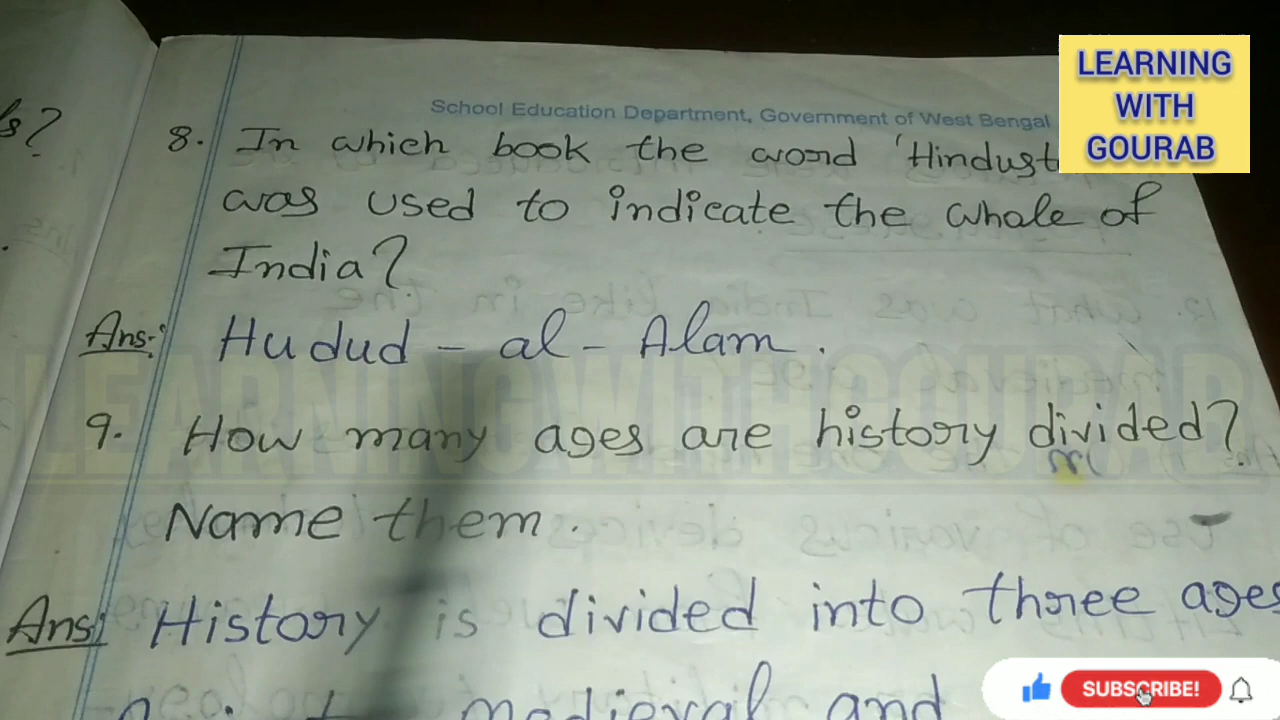 LEARNING
WITH
GOURAB
School Education Department, Government of West Bengal
8. In which book the word 'Hindust
was used to indicate the whole of
India?
Ans: Hudud - al - Alam.
LEARNINGWITHGOURAB
9. How many ages are history divided?
Name them.
Ans: History is divided into three ages
medieval and
SUBSCRIBE!